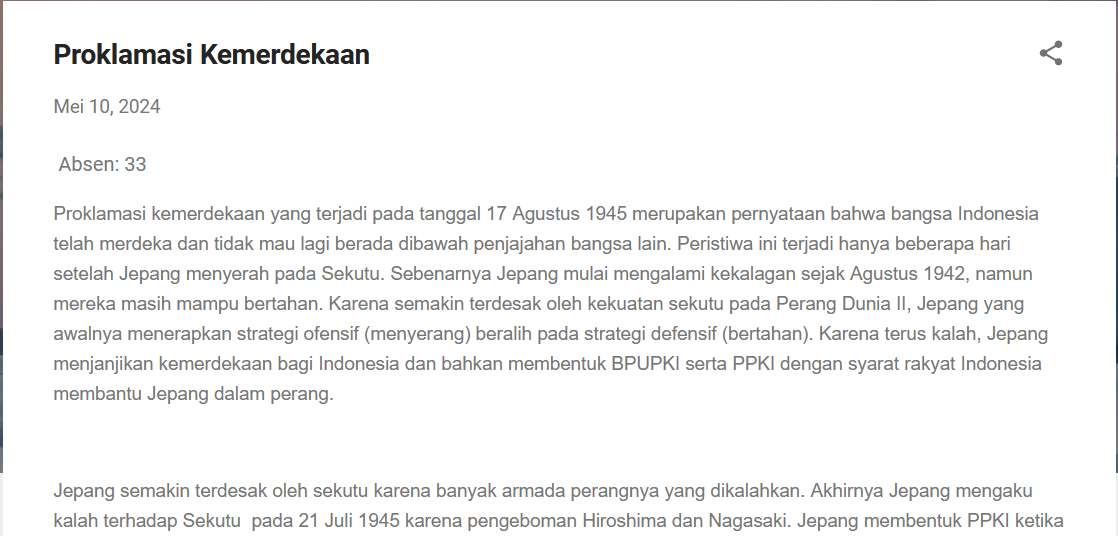 Proklamasi Kemerdekaan
Mei 10, 2024
Absen: 33
Proklamasi kemerdekaan yang terjadi pada tanggal 17 Agustus 1945 merupakan pernyataan bahwa bangsa Indonesia
telah merdeka dan tidak mau lagi berada dibawah penjajahan bangsa lain. Peristiwa ini terjadi hanya beberapa hari
setelah Jepang menyerah pada Sekutu. Sebenarnya Jepang mulai mengalami kekalagan sejak Agustus 1942, namun
mereka masih mampu bertahan. Karena semakin terdesak oleh kekuatan sekutu pada Perang Dunia II, Jepang yang
awalnya menerapkan strategi ofensif (menyerang) beralih pada strategi defensif (bertahan). Karena terus kalah, Jepang
menjanjikan kemerdekaan bagi Indonesia dan bahkan membentuk BPUPKI serta PPKI dengan syarat rakyat Indonesia
membantu Jepang dalam perang.
Jepang semakin terdesak oleh sekutu karena banyak armada perangnya yang dikalahkan. Akhirnya Jepang mengaku
kalah terhadap Sekutu  pada 21 Juli 1945 karena pengeboman Hiroshima dan Nagasaki. Jepang membentuk PPKI ketika